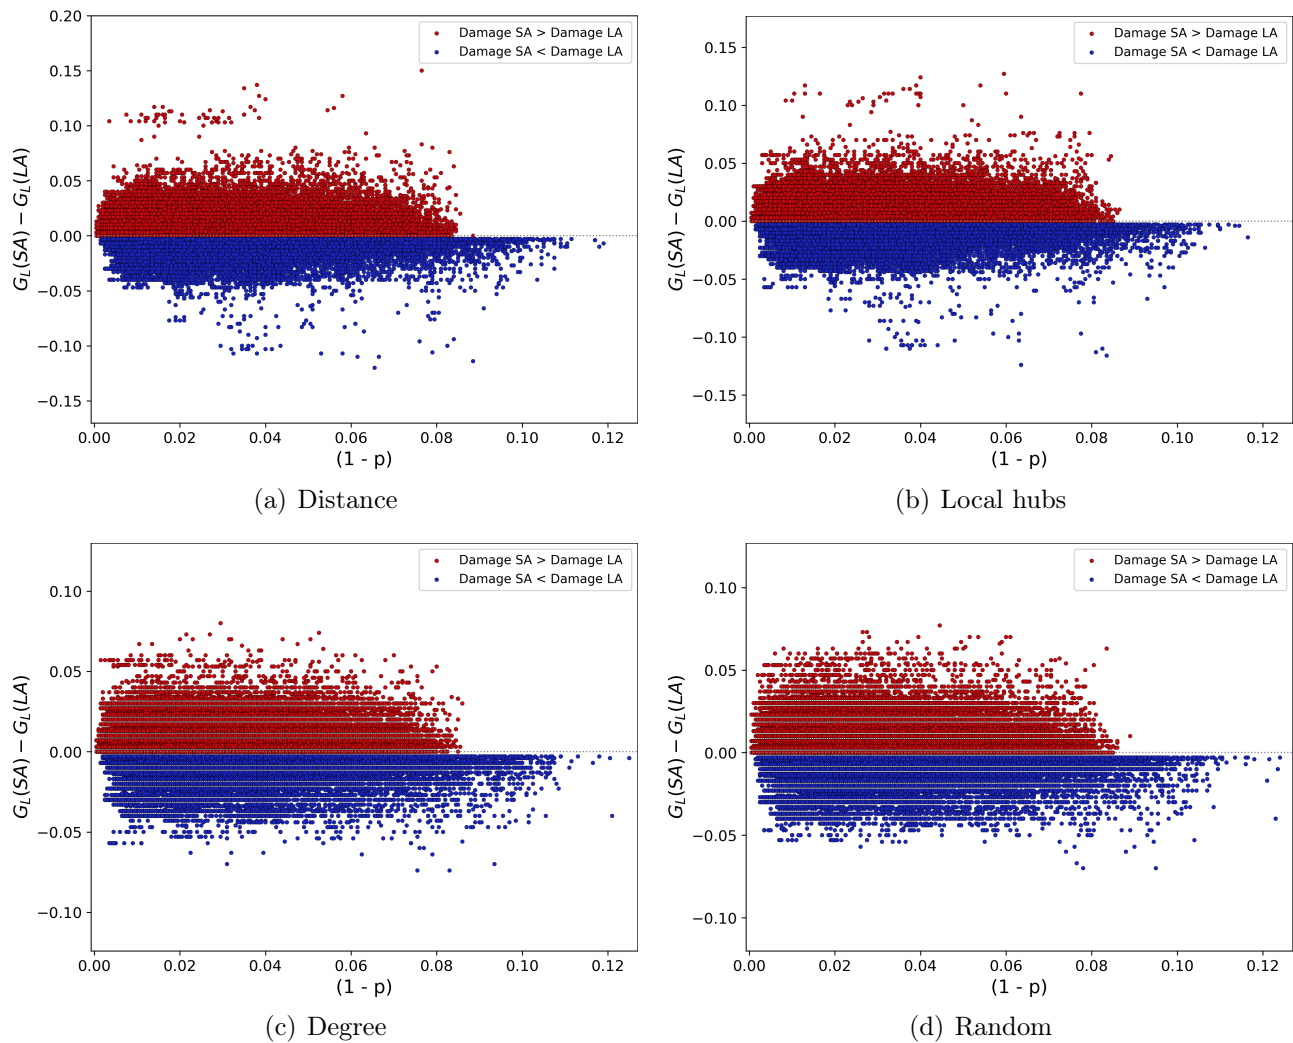 0.20
0.15
0.10
0.05
0.00
−0.05
−0.10
−0.15
G_L(SA) − G_L(LA)
Damage SA > Damage LA
Damage SA < Damage LA
0.00 0.02 0.04 0.06 0.08 0.10 0.12
(1 - p)
(a) Distance
0.15
0.10
0.05
0.00
−0.05
−0.10
−0.15
G_L(SA) − G_L(LA)
Damage SA > Damage LA
Damage SA < Damage LA
0.00 0.02 0.04 0.06 0.08 0.10 0.12
(1 - p)
(b) Local hubs
0.10
0.05
0.00
−0.05
−0.10
G_L(SA) − G_L(LA)
Damage SA > Damage LA
Damage SA < Damage LA
0.00 0.02 0.04 0.06 0.08 0.10 0.12
(1 - p)
(c) Degree
0.10
0.05
0.00
−0.05
−0.10
G_L(SA) − G_L(LA)
Damage SA > Damage LA
Damage SA < Damage LA
0.00 0.02 0.04 0.06 0.08 0.10 0.12
(1 - p)
(d) Random